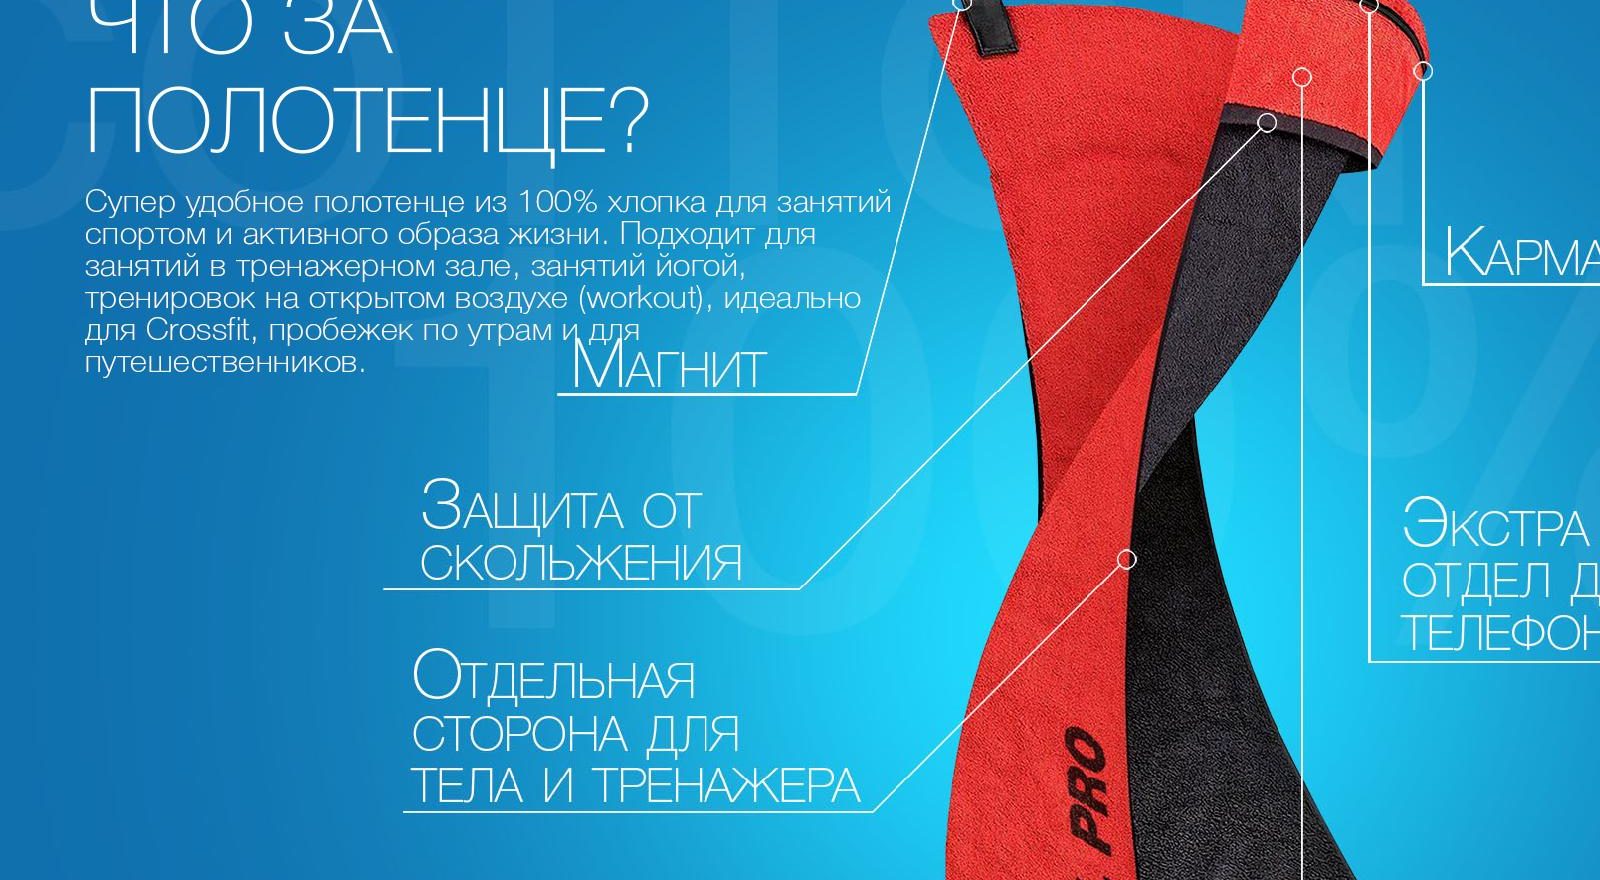 ЧТО ЗА
ПОЛОТЕНЦЕ?
Супер удобное полотенце из 100% хлопка для занятий
спортом и активного образа жизни. Подходит для
занятий в тренажерном зале, занятий йогой,
тренировок на открытом воздухе (workout), идеально
для Crossfit, пробежек по утрам и для
путешественников.
Магнит
Защита от
скольжения
Отдельная
сторона для
тела и тренажера
Карма
Экстра
отдел д
телефон
PRO
100%